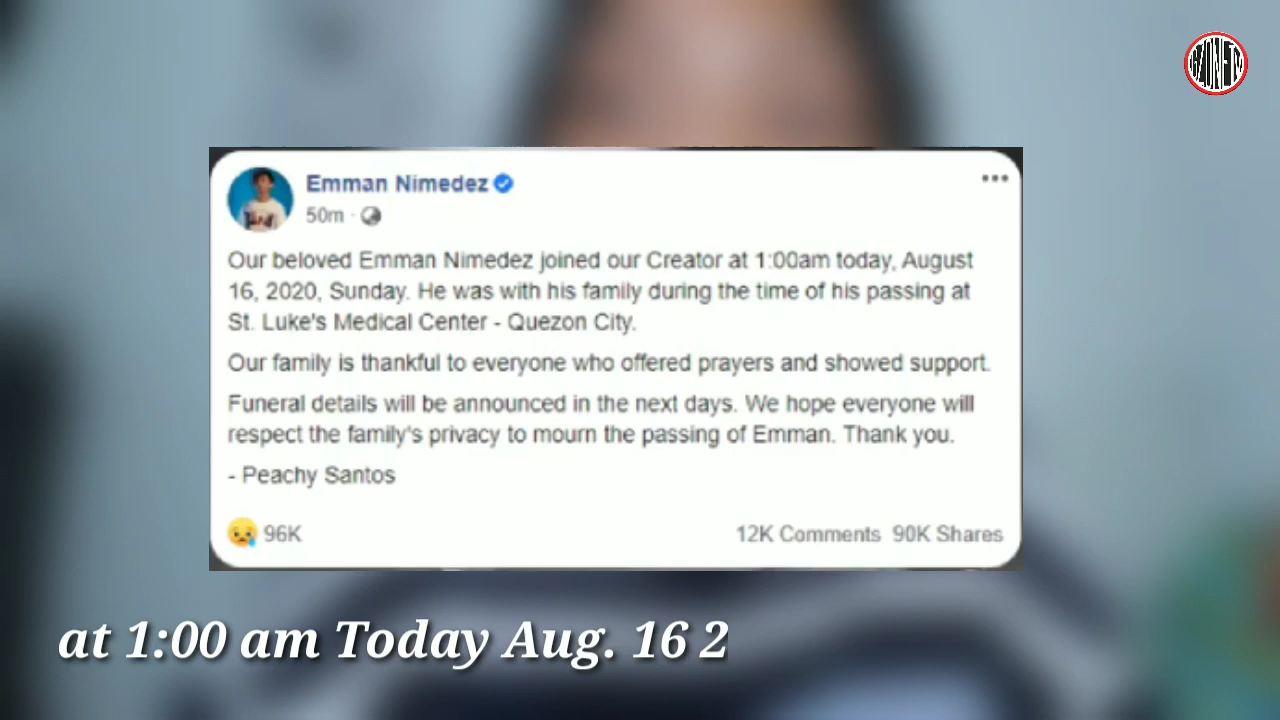 Emman Nimedez
50m ·
Our beloved Emman Nimedez joined our Creator at 1:00am today, August
16, 2020, Sunday. He was with his family during the time of his passing at
St. Luke's Medical Center - Quezon City.
Our family is thankful to everyone who offered prayers and showed support.
Funeral details will be announced in the next days. We hope everyone will
respect the family's privacy to mourn the passing of Emman. Thank you.
- Peachy Santos
96K 12K Comments 90K Shares
at 1:00 am Today Aug. 16 2